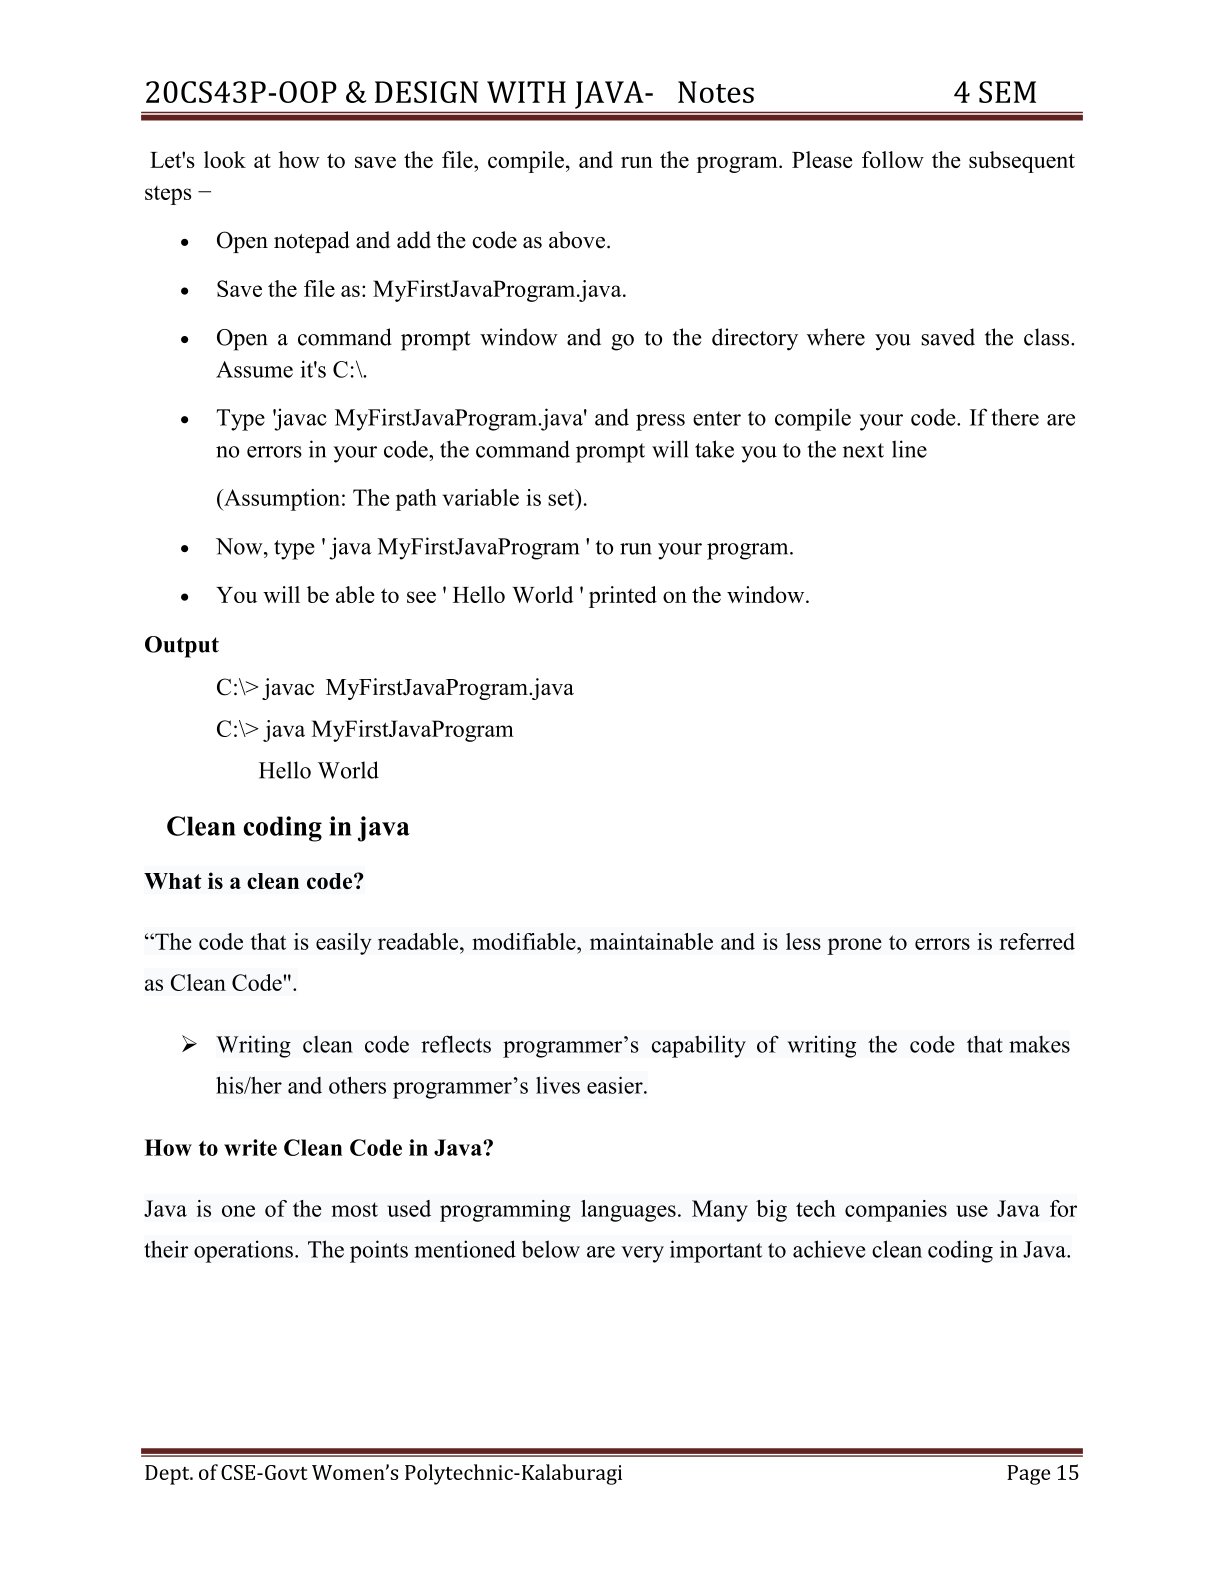 20CS43P-OOP & DESIGN WITH JAVA- Notes 4 SEM
Let's look at how to save the file, compile, and run the program. Please follow the subsequent
steps −
• Open notepad and add the code as above.
• Save the file as: MyFirstJavaProgram.java.
• Open a command prompt window and go to the directory where you saved the class.
Assume it's C:\.
• Type 'javac MyFirstJavaProgram.java' and press enter to compile your code. If there are
no errors in your code, the command prompt will take you to the next line
(Assumption: The path variable is set).
• Now, type ' java MyFirstJavaProgram ' to run your program.
• You will be able to see ' Hello World ' printed on the window.
Output
C:\> javac MyFirstJavaProgram.java
C:\> java MyFirstJavaProgram
Hello World
Clean coding in java
What is a clean code?
“The code that is easily readable, modifiable, maintainable and is less prone to errors is referred
as Clean Code".
➢ Writing clean code reflects programmer’s capability of writing the code that makes
his/her and others programmer’s lives easier.
How to write Clean Code in Java?
Java is one of the most used programming languages. Many big tech companies use Java for
their operations. The points mentioned below are very important to achieve clean coding in Java.
Dept. of CSE-Govt Women’s Polytechnic-Kalaburagi Page 15